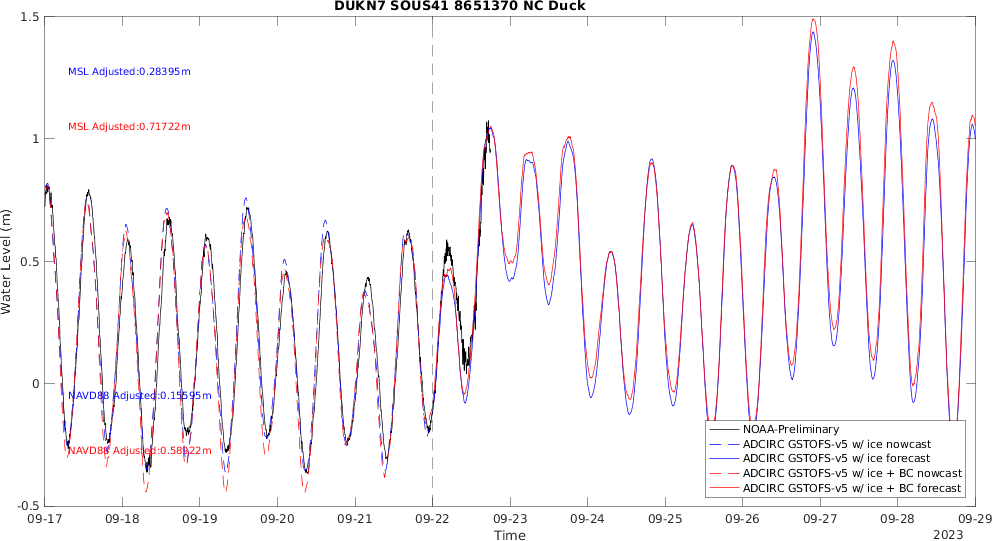 DUKN7 SOUS41 8651370 NC Duck
1.5
MSL Adjusted:0.28395m
MSL Adjusted:0.71722m
1
0.5
Water Level (m)
0
NAVD88 Adjusted:0.15595m
NAVD88 Adjusted:0.58922m
-0.5
NOAA-Preliminary
ADCIRC GSTOFS-v5 w/ ice nowcast
ADCIRC GSTOFS-v5 w/ ice forecast
ADCIRC GSTOFS-v5 w/ ice + BC nowcast
ADCIRC GSTOFS-v5 w/ ice + BC forecast
09-17 09-18 09-19 09-20 09-21 09-22 09-23 09-24 09-25 09-26 09-27 09-28 09-29
Time
2023